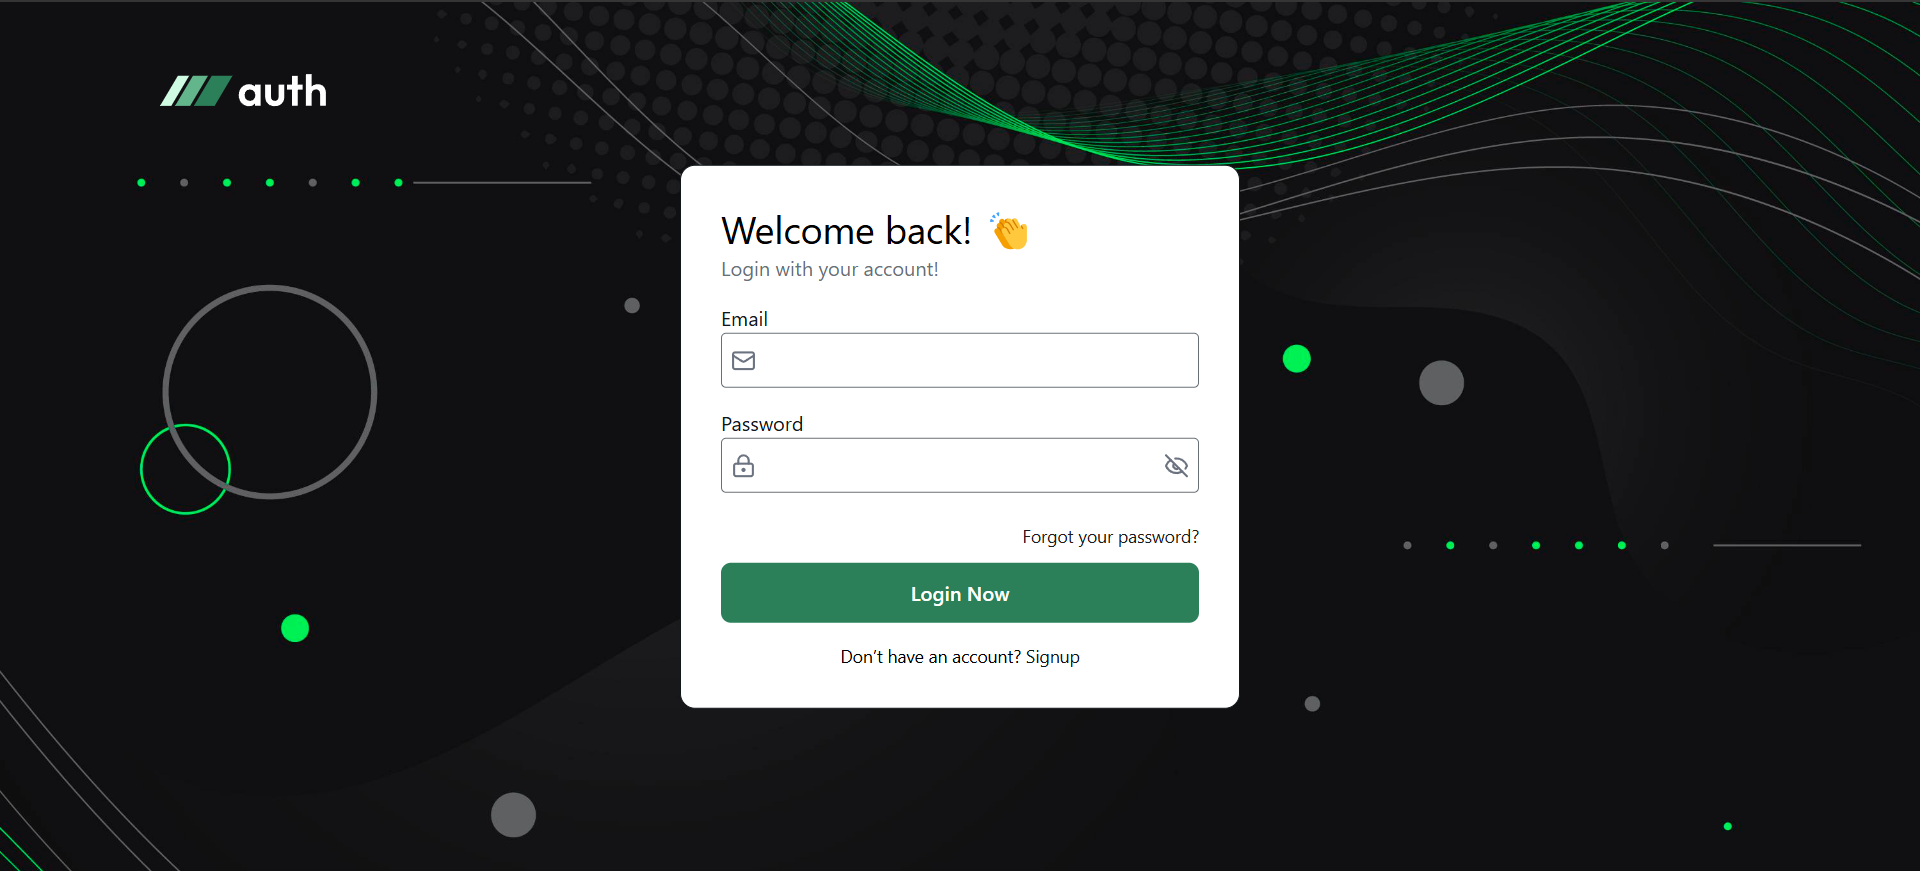 auth
Welcome back! 👏
Login with your account!
Email
Password
Forgot your password?
Login Now
Don't have an account? Signup